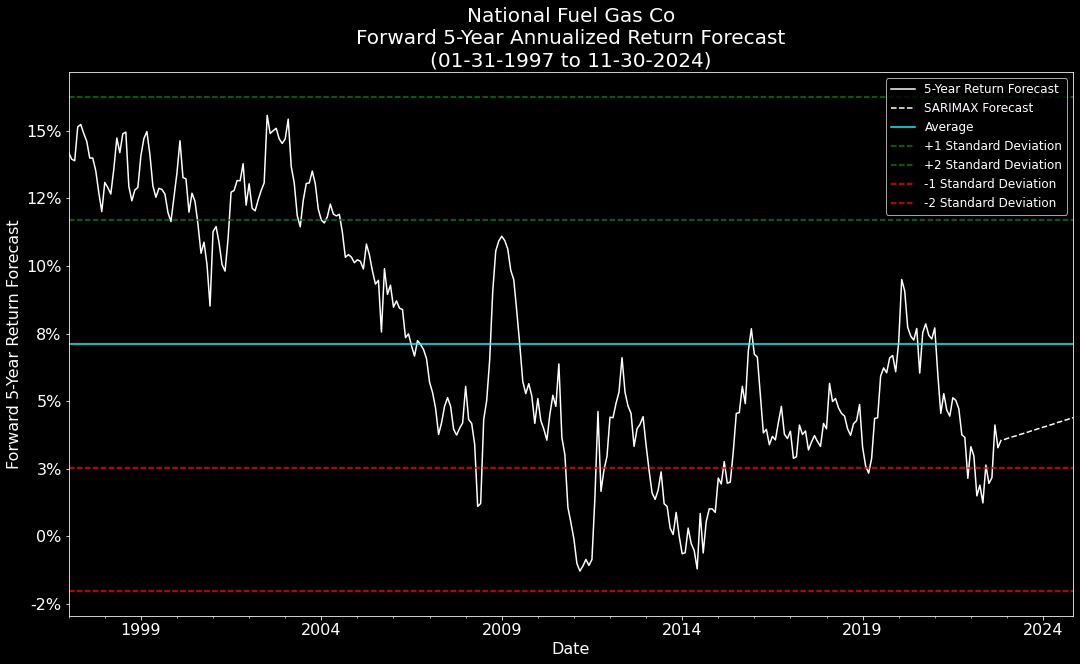 National Fuel Gas Co
Forward 5-Year Annualized Return Forecast
(01-31-1997 to 11-30-2024)
5-Year Return Forecast
SARIMAX Forecast
Average
+1 Standard Deviation
+2 Standard Deviation
-1 Standard Deviation
-2 Standard Deviation
Forward 5-Year Return Forecast
15%
12%
10%
8%
5%
3%
0%
-2%
1999 2004 2009 2014 2019 2024
Date